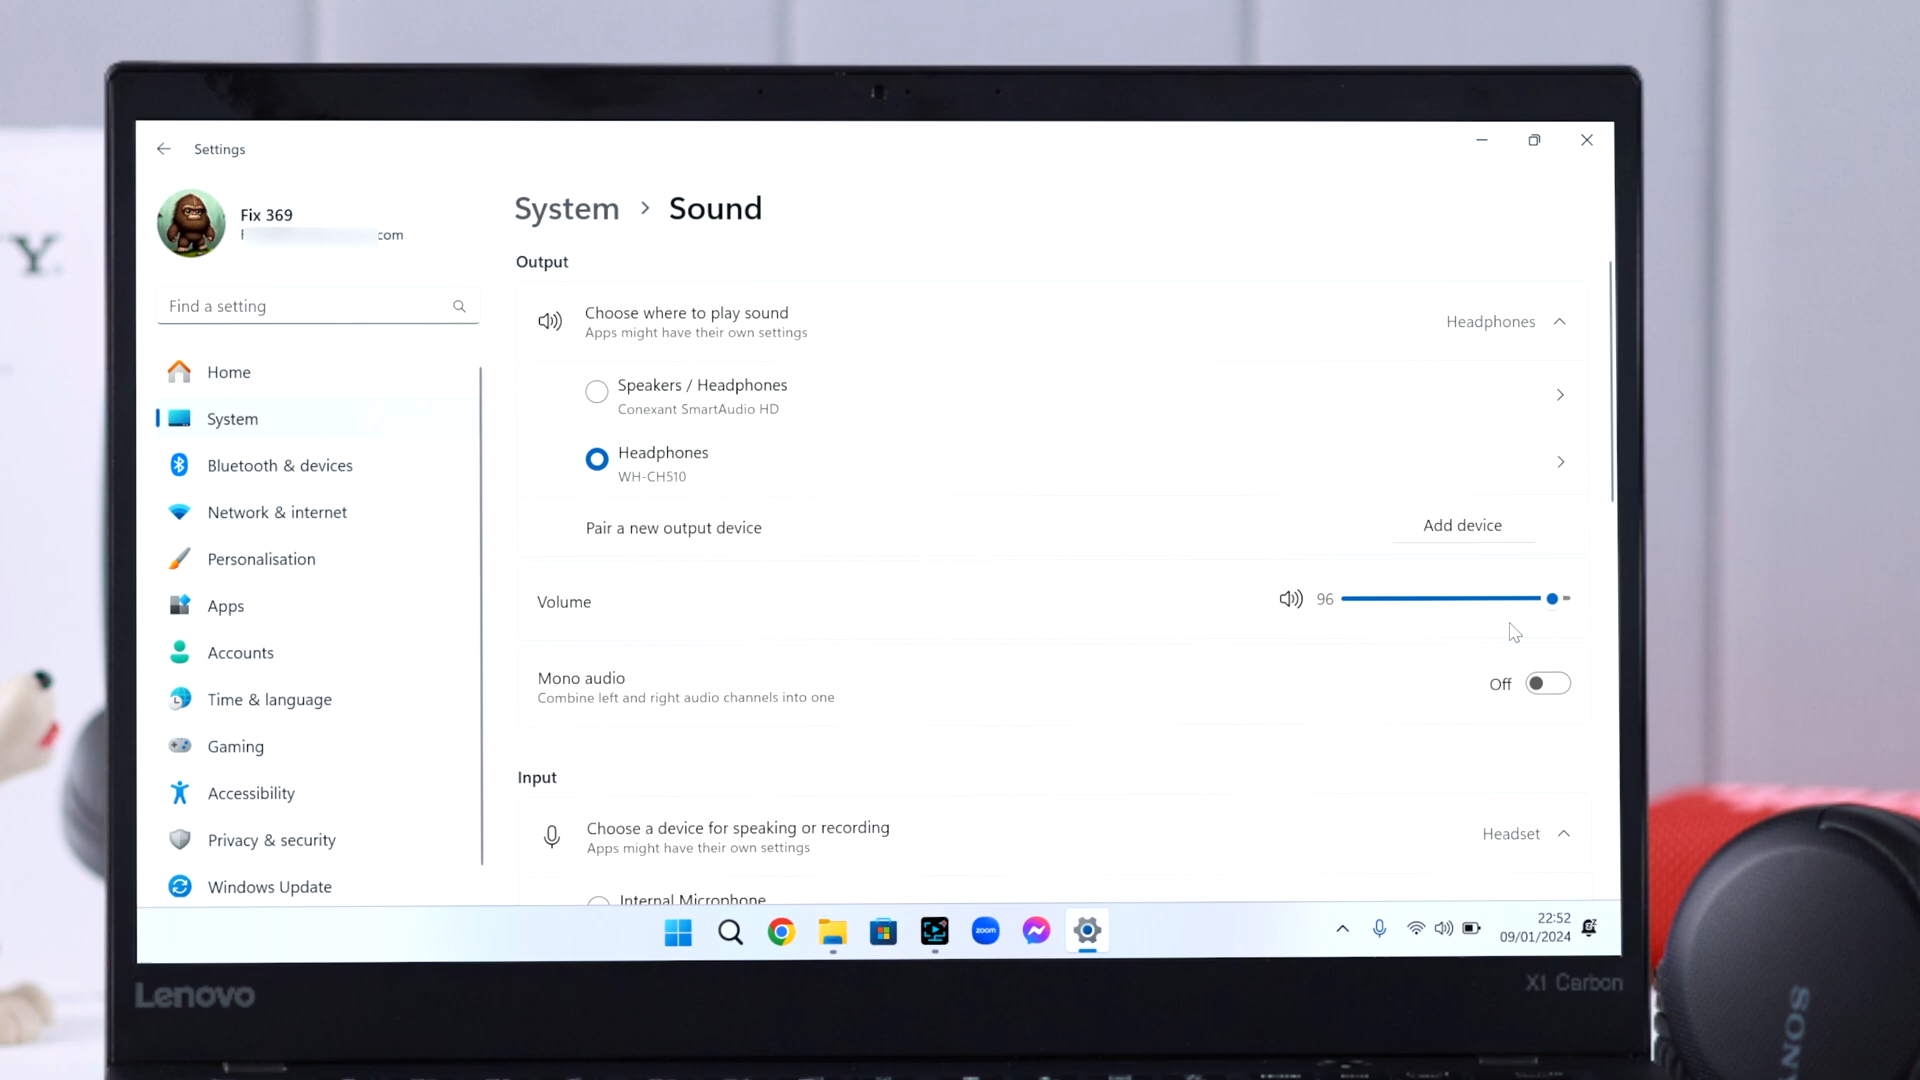 Settings
Fix 369
com
Find a setting
Home
System
Bluetooth & devices
Network & internet
Personalisation
Apps
Accounts
Time & language
Gaming
Accessibility
Privacy & security
Windows Update
System > Sound
Output
Choose where to play sound
Apps might have their own settings
Headphones
Speakers / Headphones
Conexant SmartAudio HD
Headphones
WH-CH510
Pair a new output device
Add device
Volume
96
Mono audio
Combine left and right audio channels into one
Off
Input
Choose a device for speaking or recording
Apps might have their own settings
Headset
Internal Microphone
zoom
22:52
09/01/2024
Lenovo
X1 Carbon
Y
SON